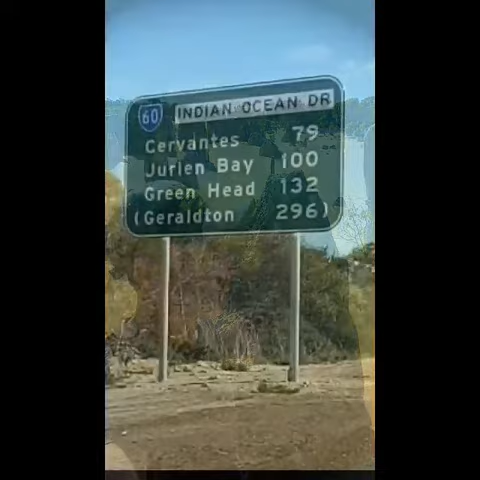 60 INDIAN OCEAN DR
Cervantes 79
Jurien Bay 100
Green Head 132
(Geraldton 296)